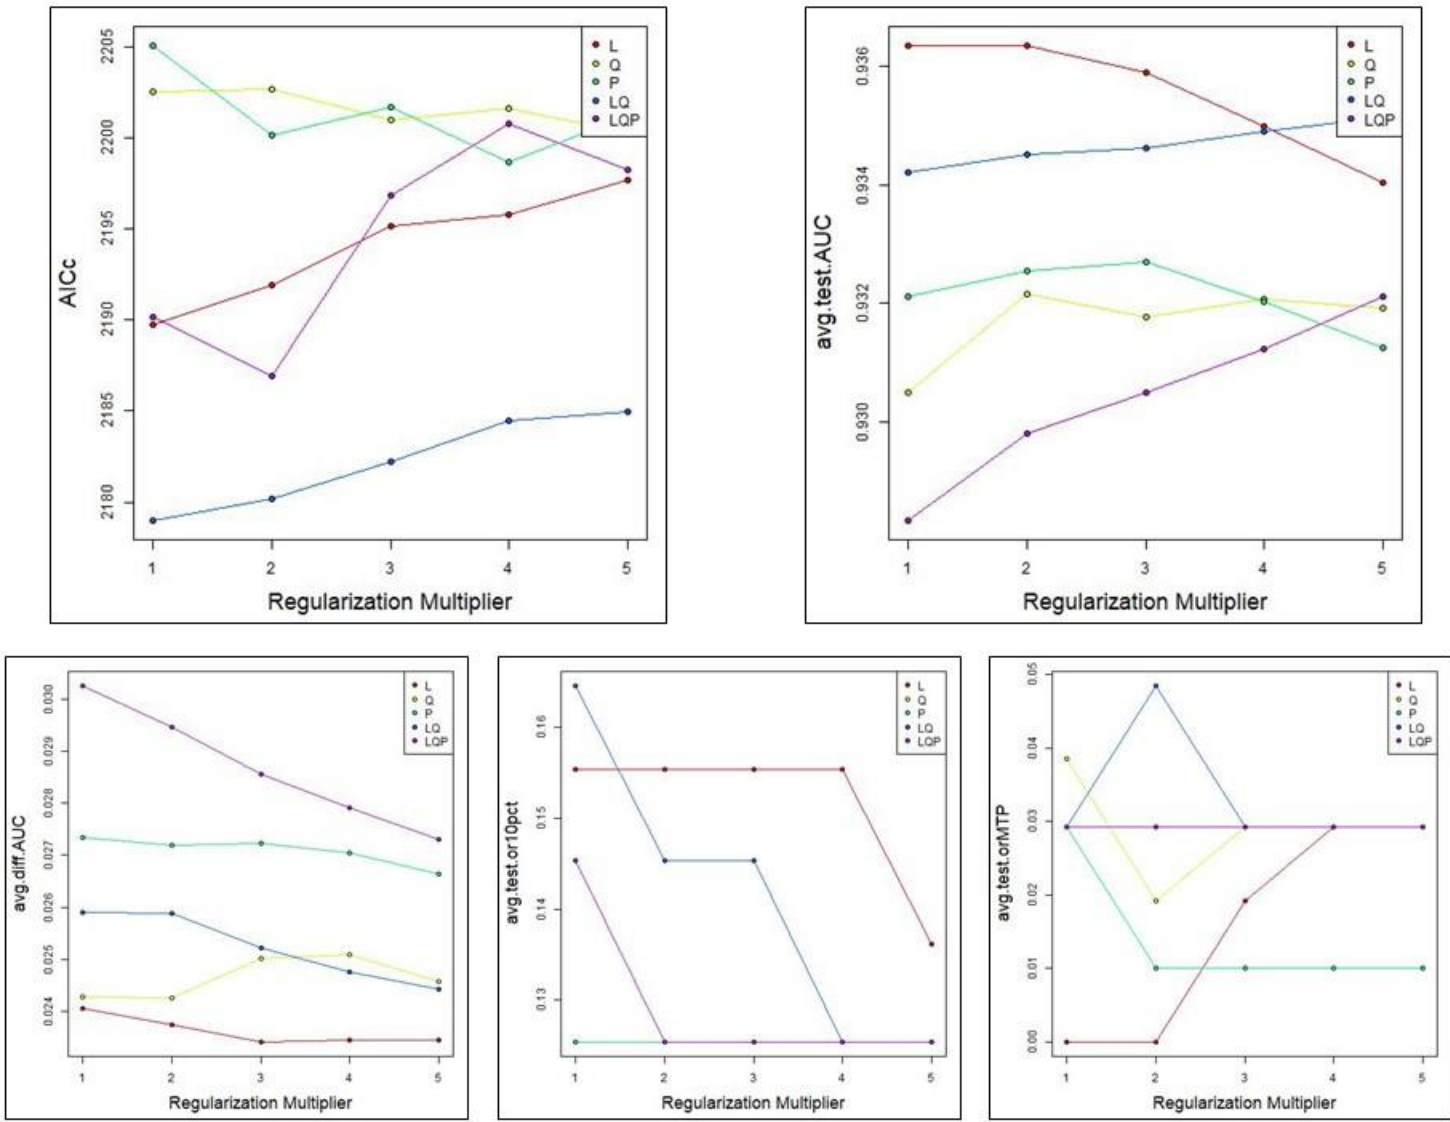 AICc
2205
2200
2195
2190
2185
2180
1 2 3 4 5
Regularization Multiplier
L
Q
P
LQ
LQP
avg.test.AUC
0.936
0.934
0.932
0.930
1 2 3 4 5
Regularization Multiplier
L
Q
P
LQ
LQP
avg.diff.AUC
0.030
0.029
0.028
0.027
0.026
0.025
0.024
1 2 3 4 5
Regularization Multiplier
L
Q
P
LQ
LQP
avg.test.or10pct
0.16
0.15
0.14
0.13
1 2 3 4 5
Regularization Multiplier
L
Q
P
LQ
LQP
avg.test.orMTP
0.05
0.04
0.03
0.02
0.01
0.00
1 2 3 4 5
Regularization Multiplier
L
Q
P
LQ
LQP